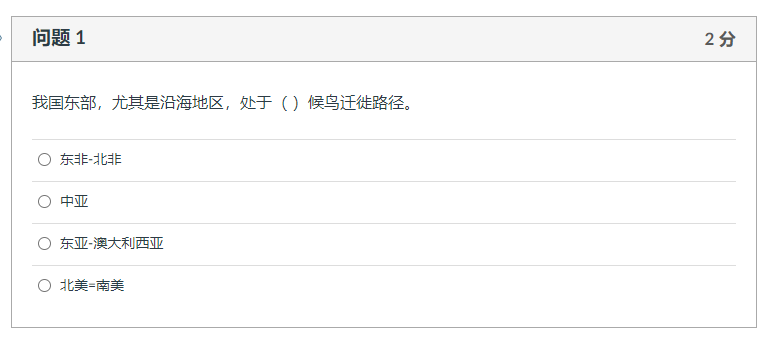 问题 1
2 分
我国东部，尤其是沿海地区，处于（ ）候鸟迁徙路径。
东非-北非
中亚
东亚-澳大利西亚
北美=南美